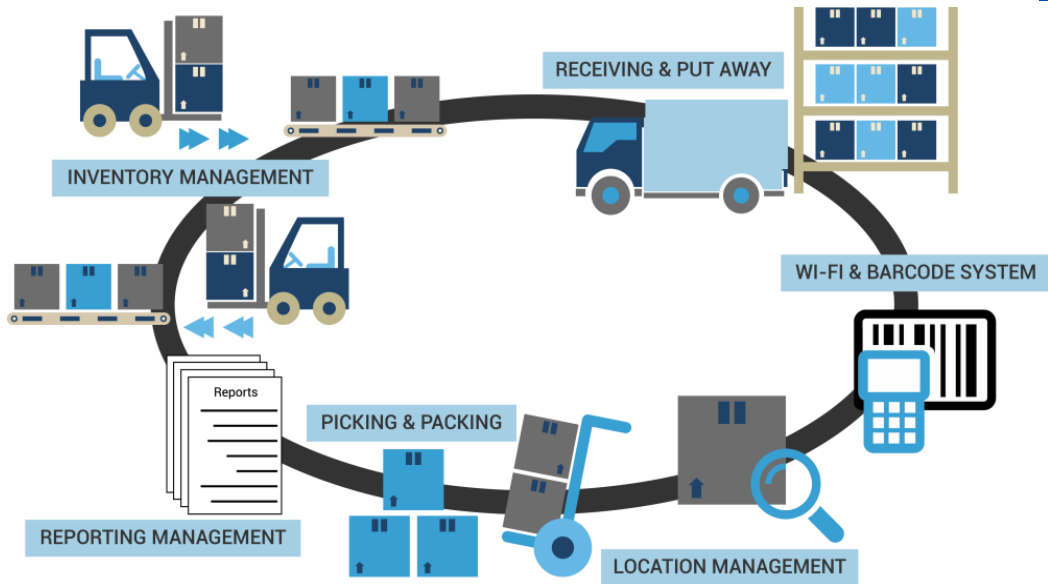 RECEIVING & PUT AWAY
INVENTORY MANAGEMENT
WI-FI & BARCODE SYSTEM
Reports
PICKING & PACKING
REPORTING MANAGEMENT
LOCATION MANAGEMENT